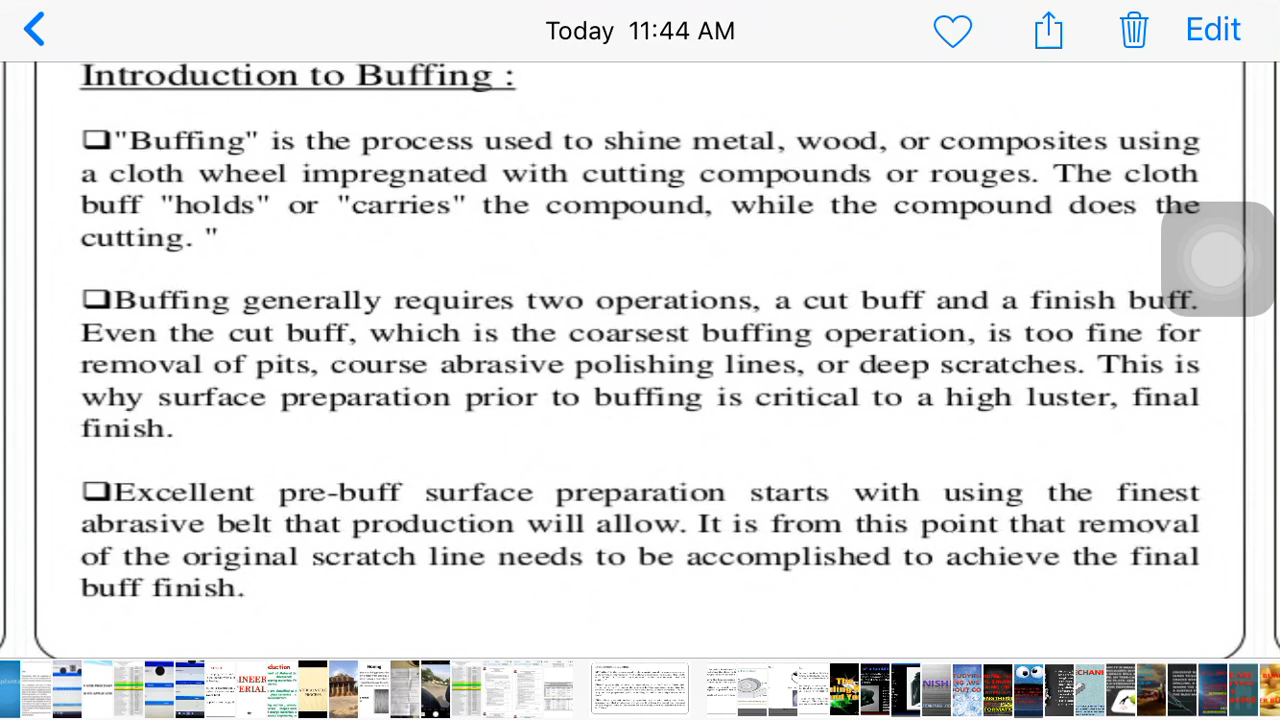 Today 11:44 AM
Edit
Introduction to Buffing :
❑"Buffing" is the process used to shine metal, wood, or composites using
a cloth wheel impregnated with cutting compounds or rouges. The cloth
buff "holds" or "carries" the compound, while the compound does the
cutting. "
❑Buffing generally requires two operations, a cut buff and a finish buff.
Even the cut buff, which is the coarsest buffing operation, is too fine for
removal of pits, course abrasive polishing lines, or deep scratches. This is
why surface preparation prior to buffing is critical to a high luster, final
finish.
❑Excellent pre-buff surface preparation starts with using the finest
abrasive belt that production will allow. It is from this point that removal
of the original scratch line needs to be accomplished to achieve the final
buff finish.